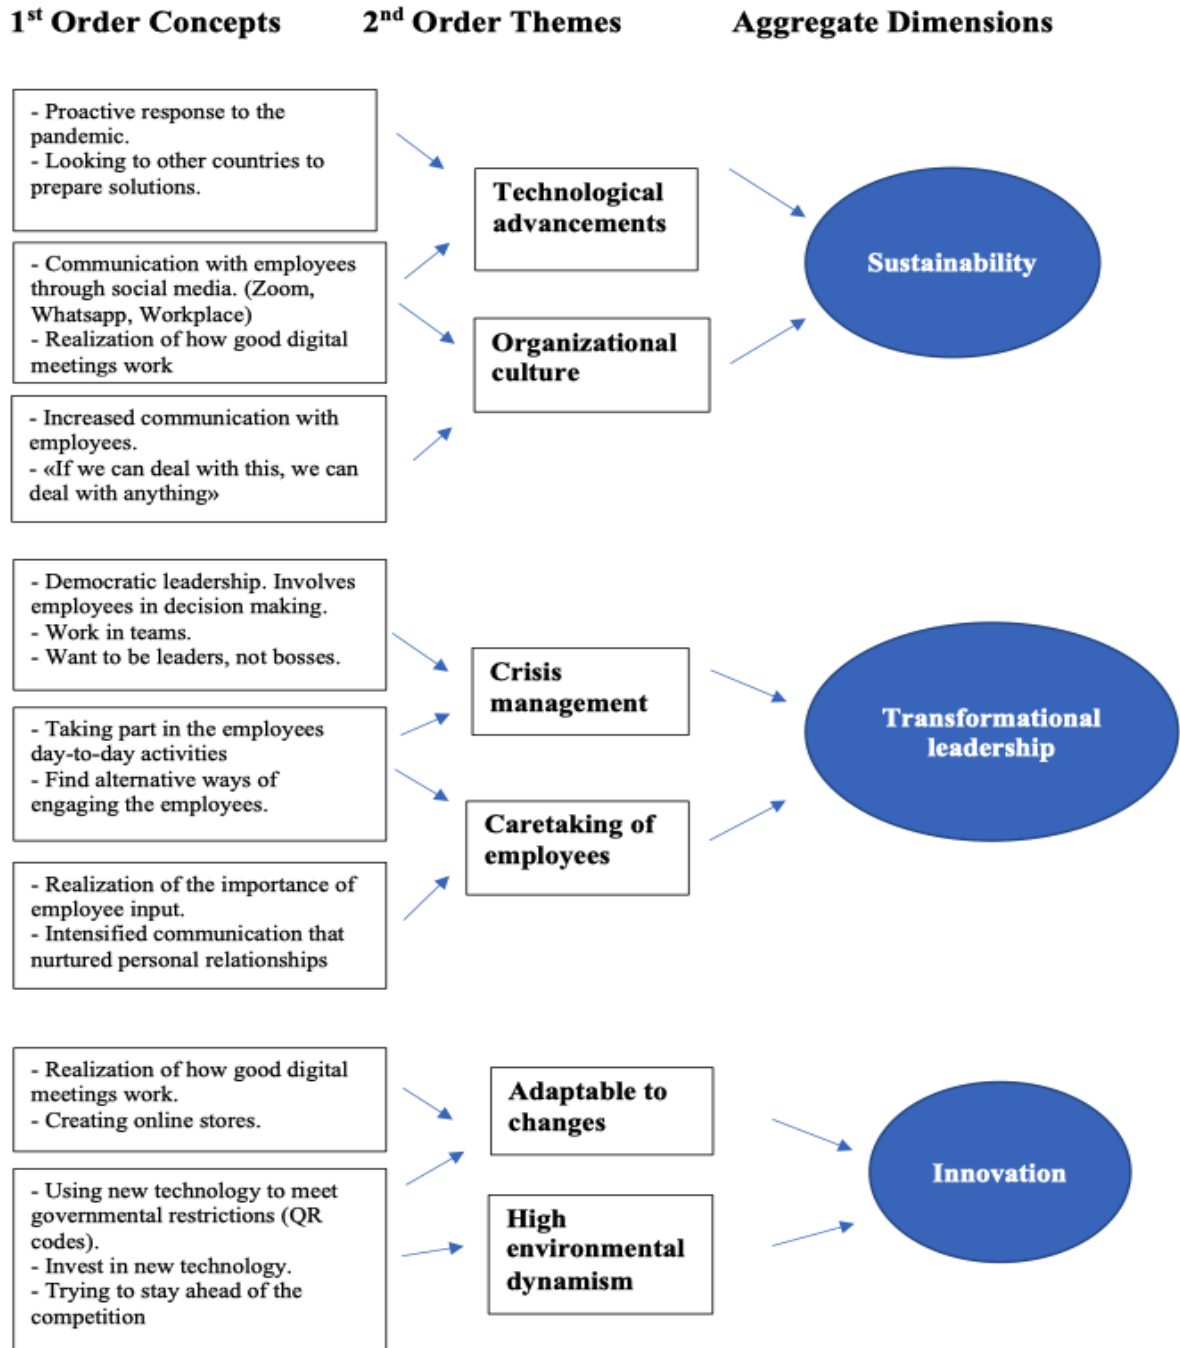 1st Order Concepts
2nd Order Themes
Aggregate Dimensions
- Proactive response to the
pandemic.
- Looking to other countries to
prepare solutions.
- Communication with employees
through social media. (Zoom,
Whatsapp, Workplace)
- Realization of how good digital
meetings work
- Increased communication with
employees.
- «If we can deal with this, we can
deal with anything»
Technological
advancements
Organizational
culture
Sustainability
- Democratic leadership. Involves
employees in decision making.
- Work in teams.
- Want to be leaders, not bosses.
- Taking part in the employees
day-to-day activities
- Find alternative ways of
engaging the employees.
- Realization of the importance of
employee input.
- Intensified communication that
nurtured personal relationships
Crisis
management
Caretaking of
employees
Transformational
leadership
- Realization of how good digital
meetings work.
- Creating online stores.
- Using new technology to meet
governmental restrictions (QR
codes).
- Invest in new technology.
- Trying to stay ahead of the
competition
Adaptable to
changes
High
environmental
dynamism
Innovation